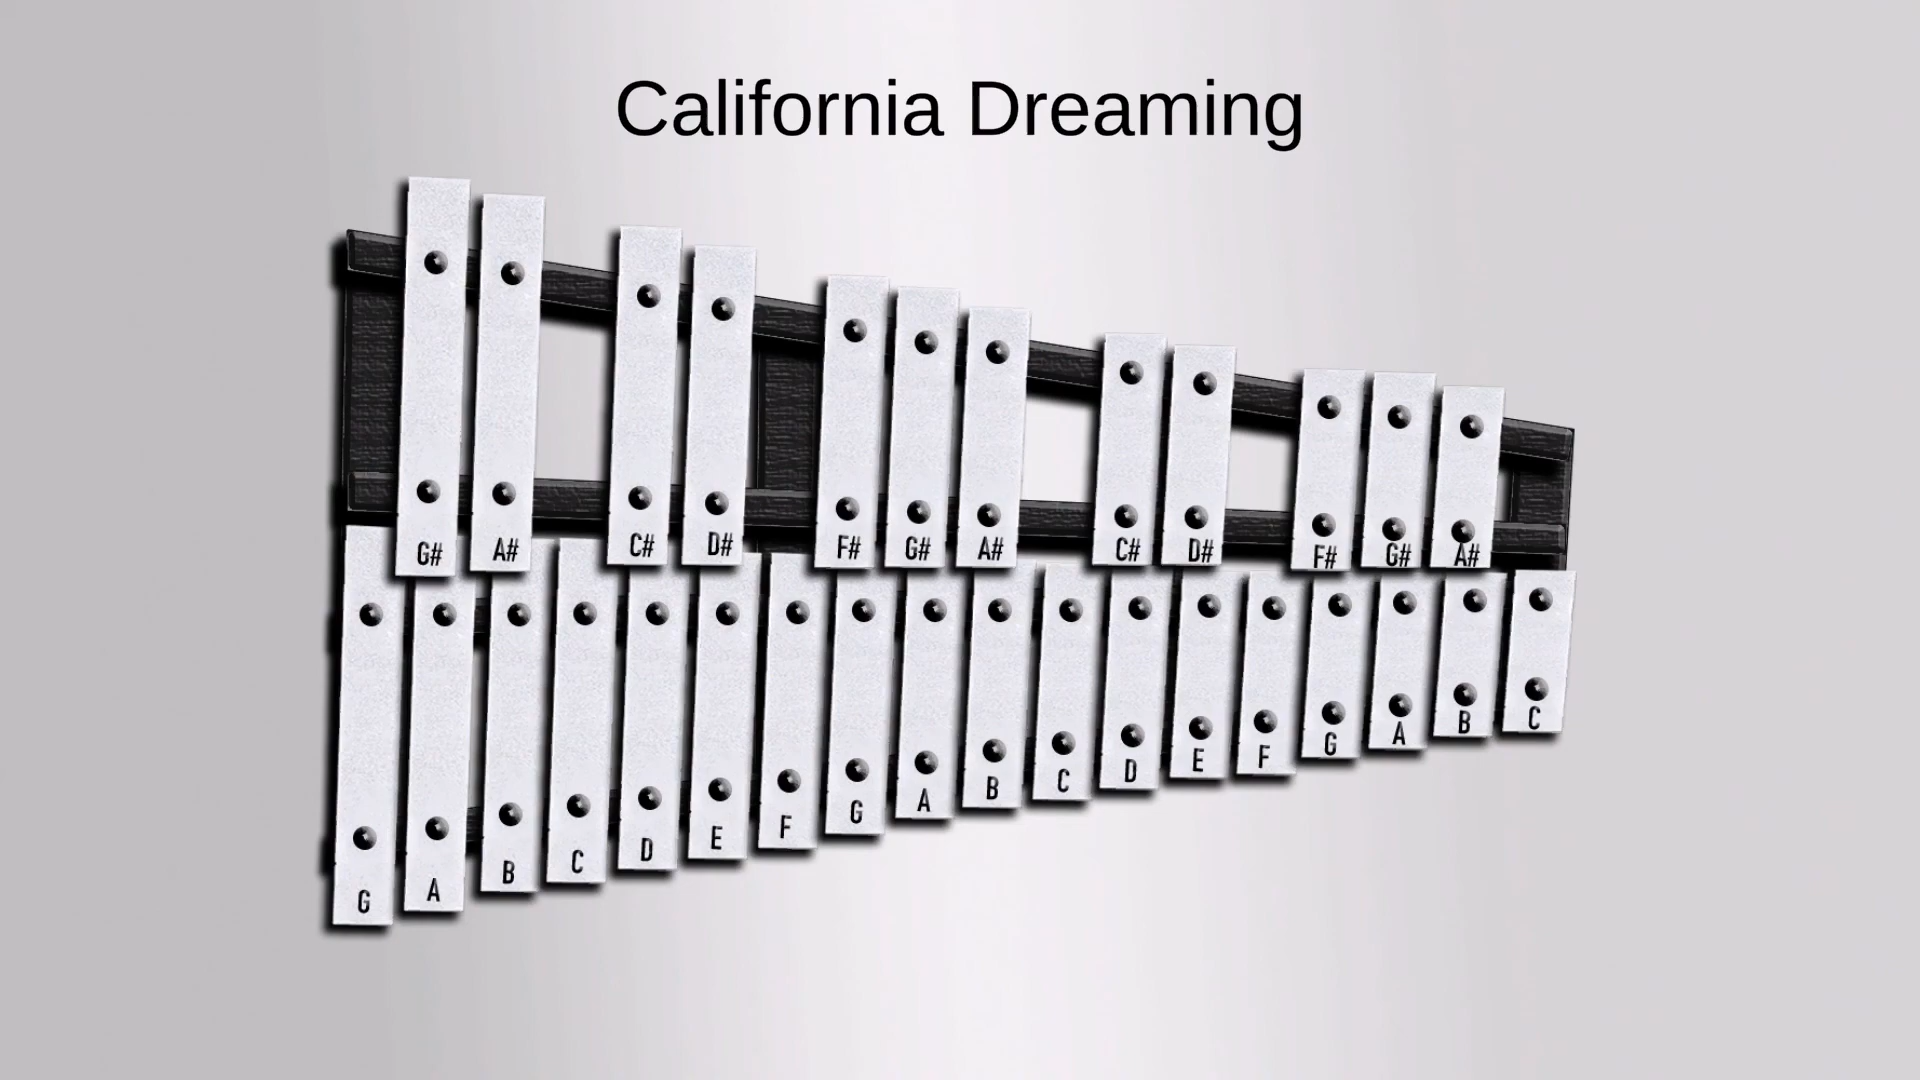 California Dreaming
G# A# C# D# F# G# A# C# D# F# G# A#
G A B C D E F G A B C D E F G A B C